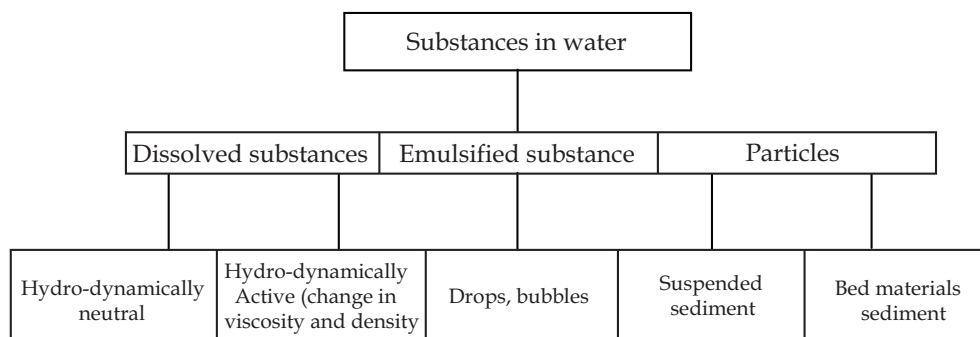 Substances in water
Dissolved substances
Emulsified substance
Particles
Hydro-dynamically
neutral
Hydro-dynamically
Active (change in
viscosity and density
Drops, bubbles
Suspended
sediment
Bed materials
sediment